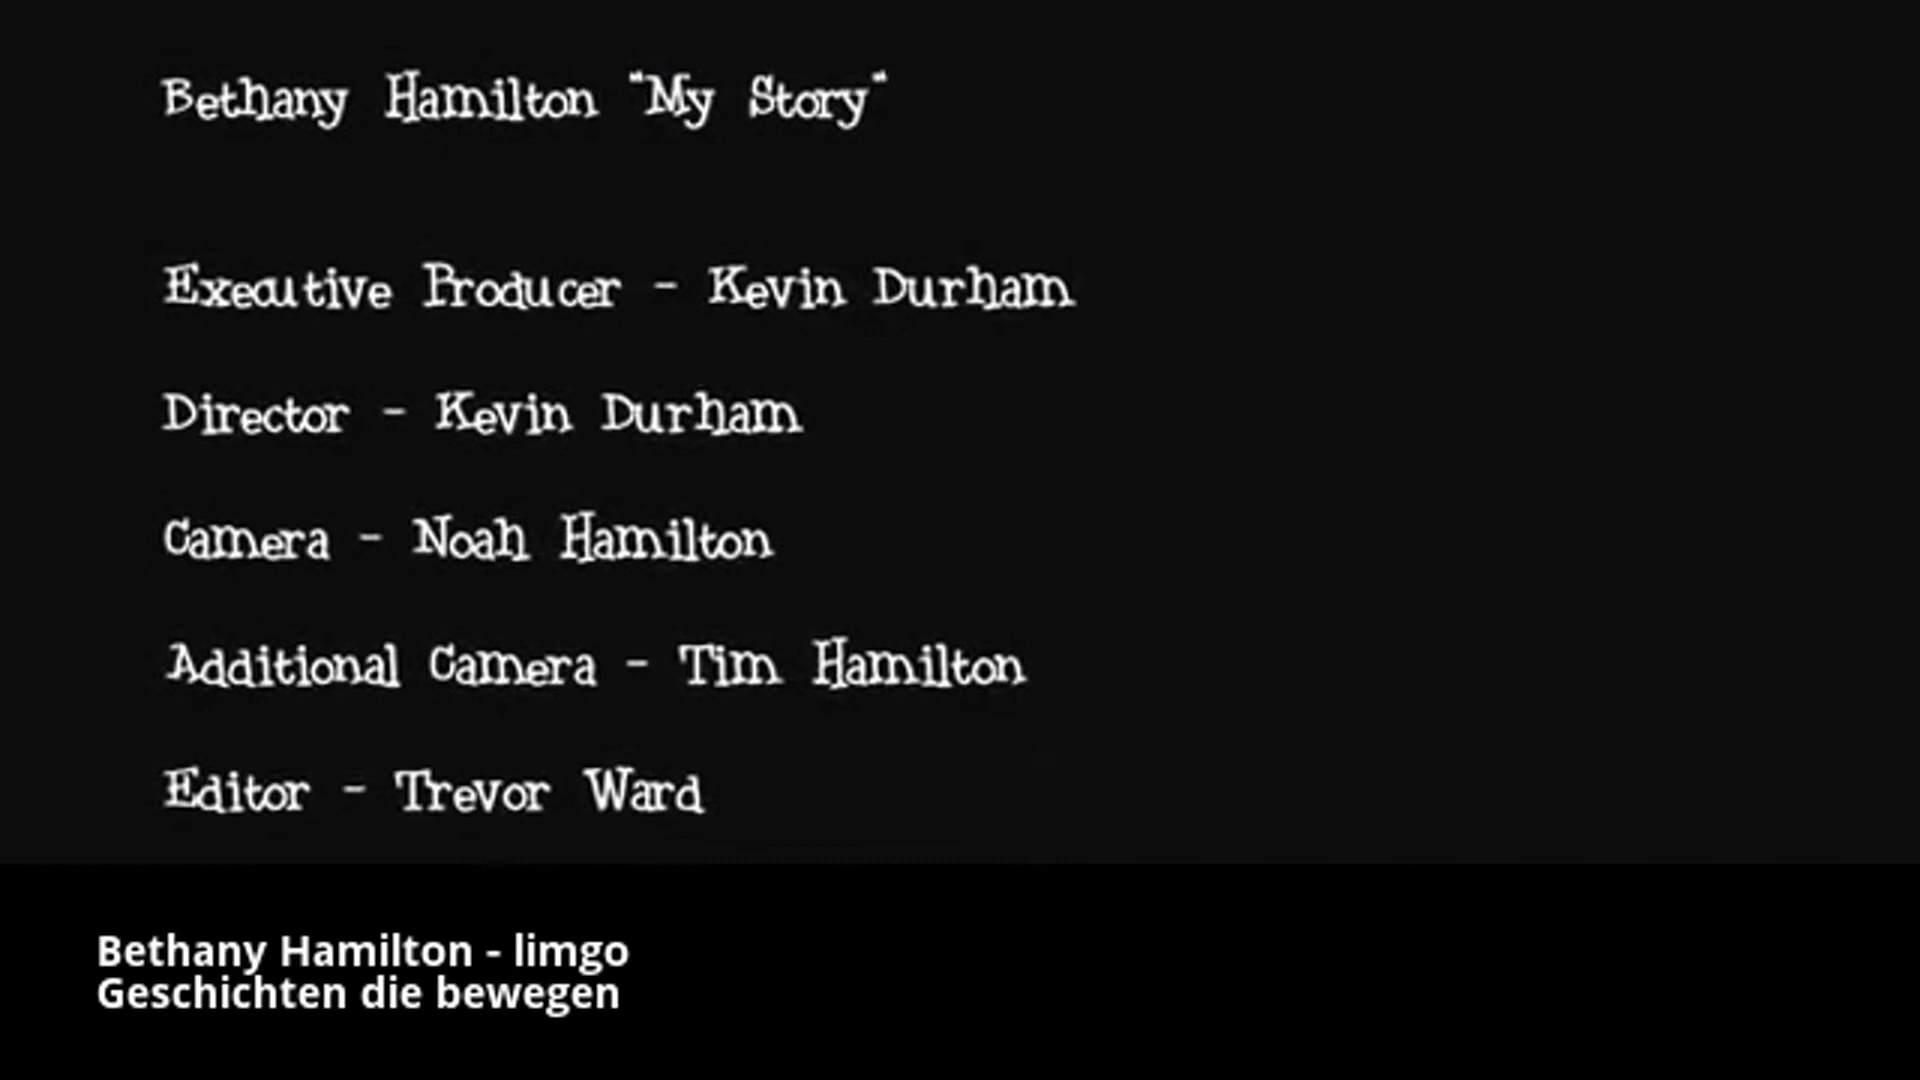 Bethany Hamilton "My Story"
Executive Producer - Kevin Durham
Director - Kevin Durham
Camera - Noah Hamilton
Additional Camera - Tim Hamilton
Editor - Trevor Ward
Bethany Hamilton - limgo
Geschichten die bewegen